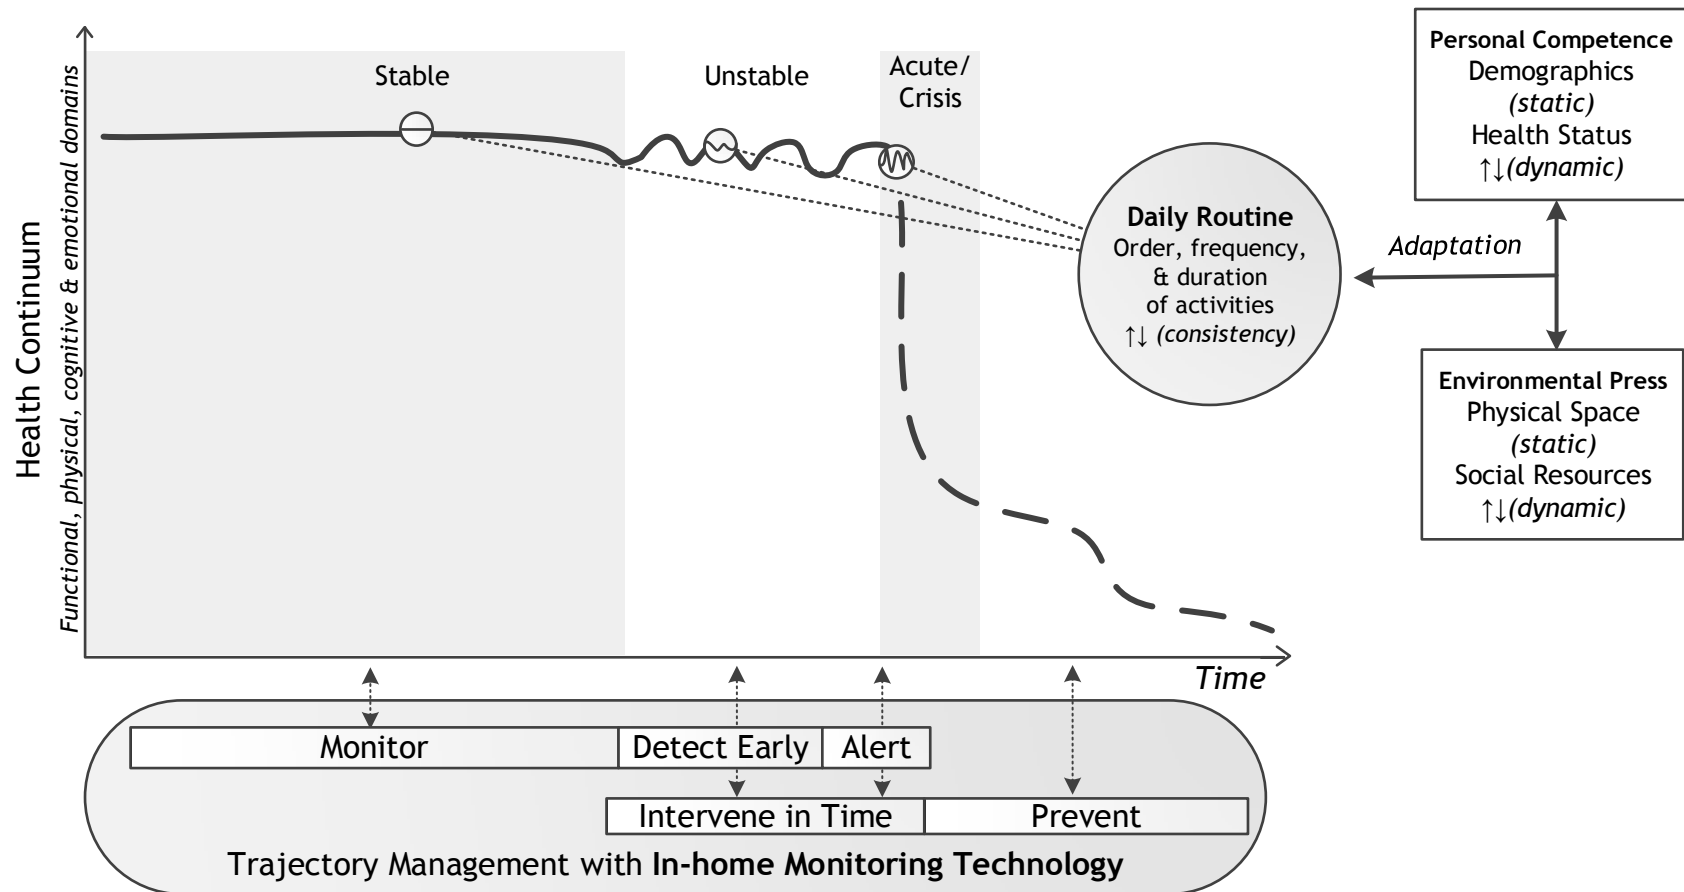 Health Continuum
Functional, physical, cognitive & emotional domains
Stable
Unstable
Acute/
Crisis
Daily Routine
Order, frequency,
& duration
of activities
↑↓ (consistency)
Adaptation
Personal Competence
Demographics
(static)
Health Status
↑↓(dynamic)
Environmental Press
Physical Space
(static)
Social Resources
↑↓(dynamic)
Time
Monitor
Detect Early
Alert
Intervene in Time
Prevent
Trajectory Management with In-home Monitoring Technology